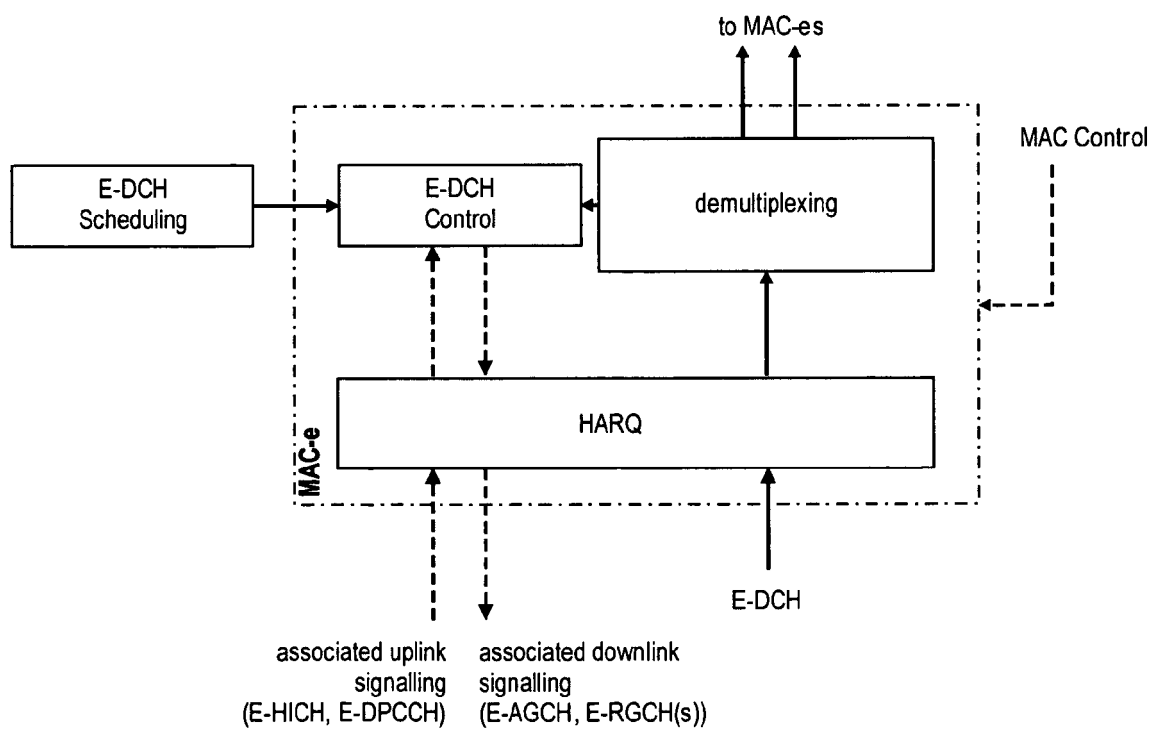 to MAC-es
MAC Control
E-DCH
Scheduling
E-DCH
Control
demultiplexing
HARQ
MAC-e
E-DCH
associated uplink
signalling
(E-HICH, E-DPCCH)
associated downlink
signalling
(E-AGCH, E-RGCH(s))